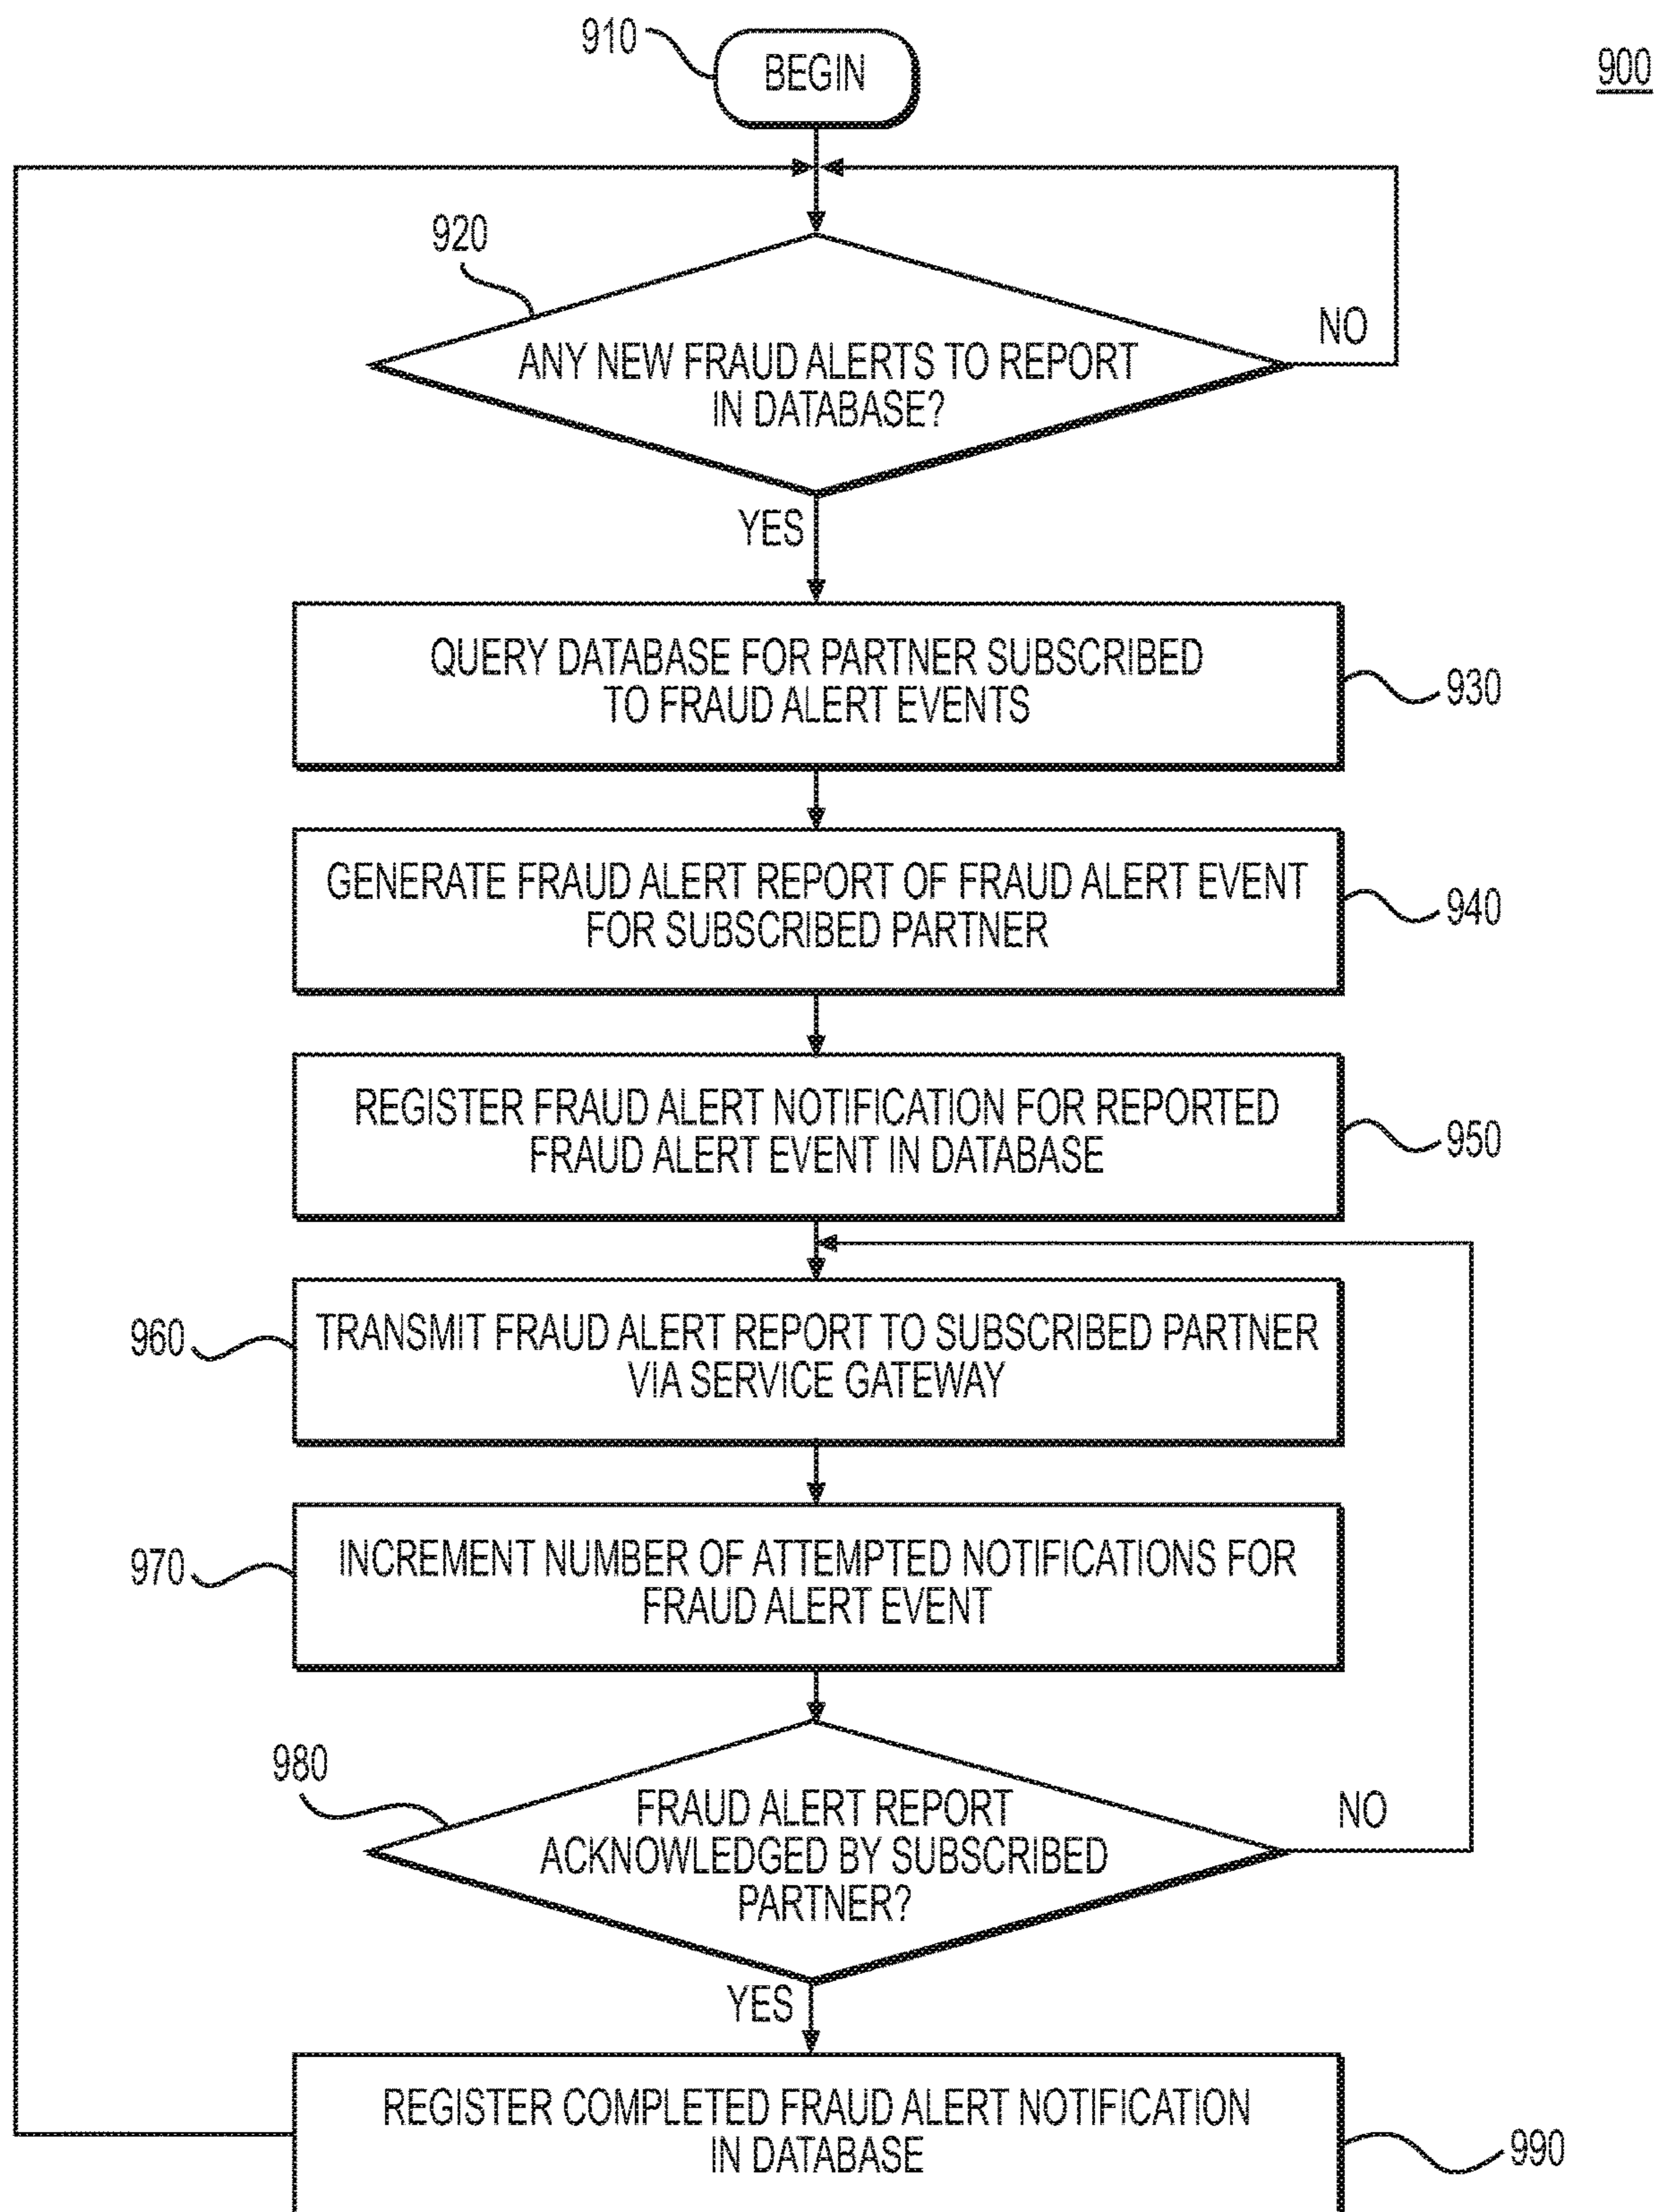 910
BEGIN
900
920
ANY NEW FRAUD ALERTS TO REPORT
IN DATABASE?
NO
YES
QUERY DATABASE FOR PARTNER SUBSCRIBED
TO FRAUD ALERT EVENTS
930
GENERATE FRAUD ALERT REPORT OF FRAUD ALERT EVENT
FOR SUBSCRIBED PARTNER
940
REGISTER FRAUD ALERT NOTIFICATION FOR REPORTED
FRAUD ALERT EVENT IN DATABASE
950
960
TRANSMIT FRAUD ALERT REPORT TO SUBSCRIBED PARTNER
VIA SERVICE GATEWAY
970
INCREMENT NUMBER OF ATTEMPTED NOTIFICATIONS FOR
FRAUD ALERT EVENT
980
FRAUD ALERT REPORT
ACKNOWLEDGED BY SUBSCRIBED
PARTNER?
NO
YES
REGISTER COMPLETED FRAUD ALERT NOTIFICATION
IN DATABASE
990